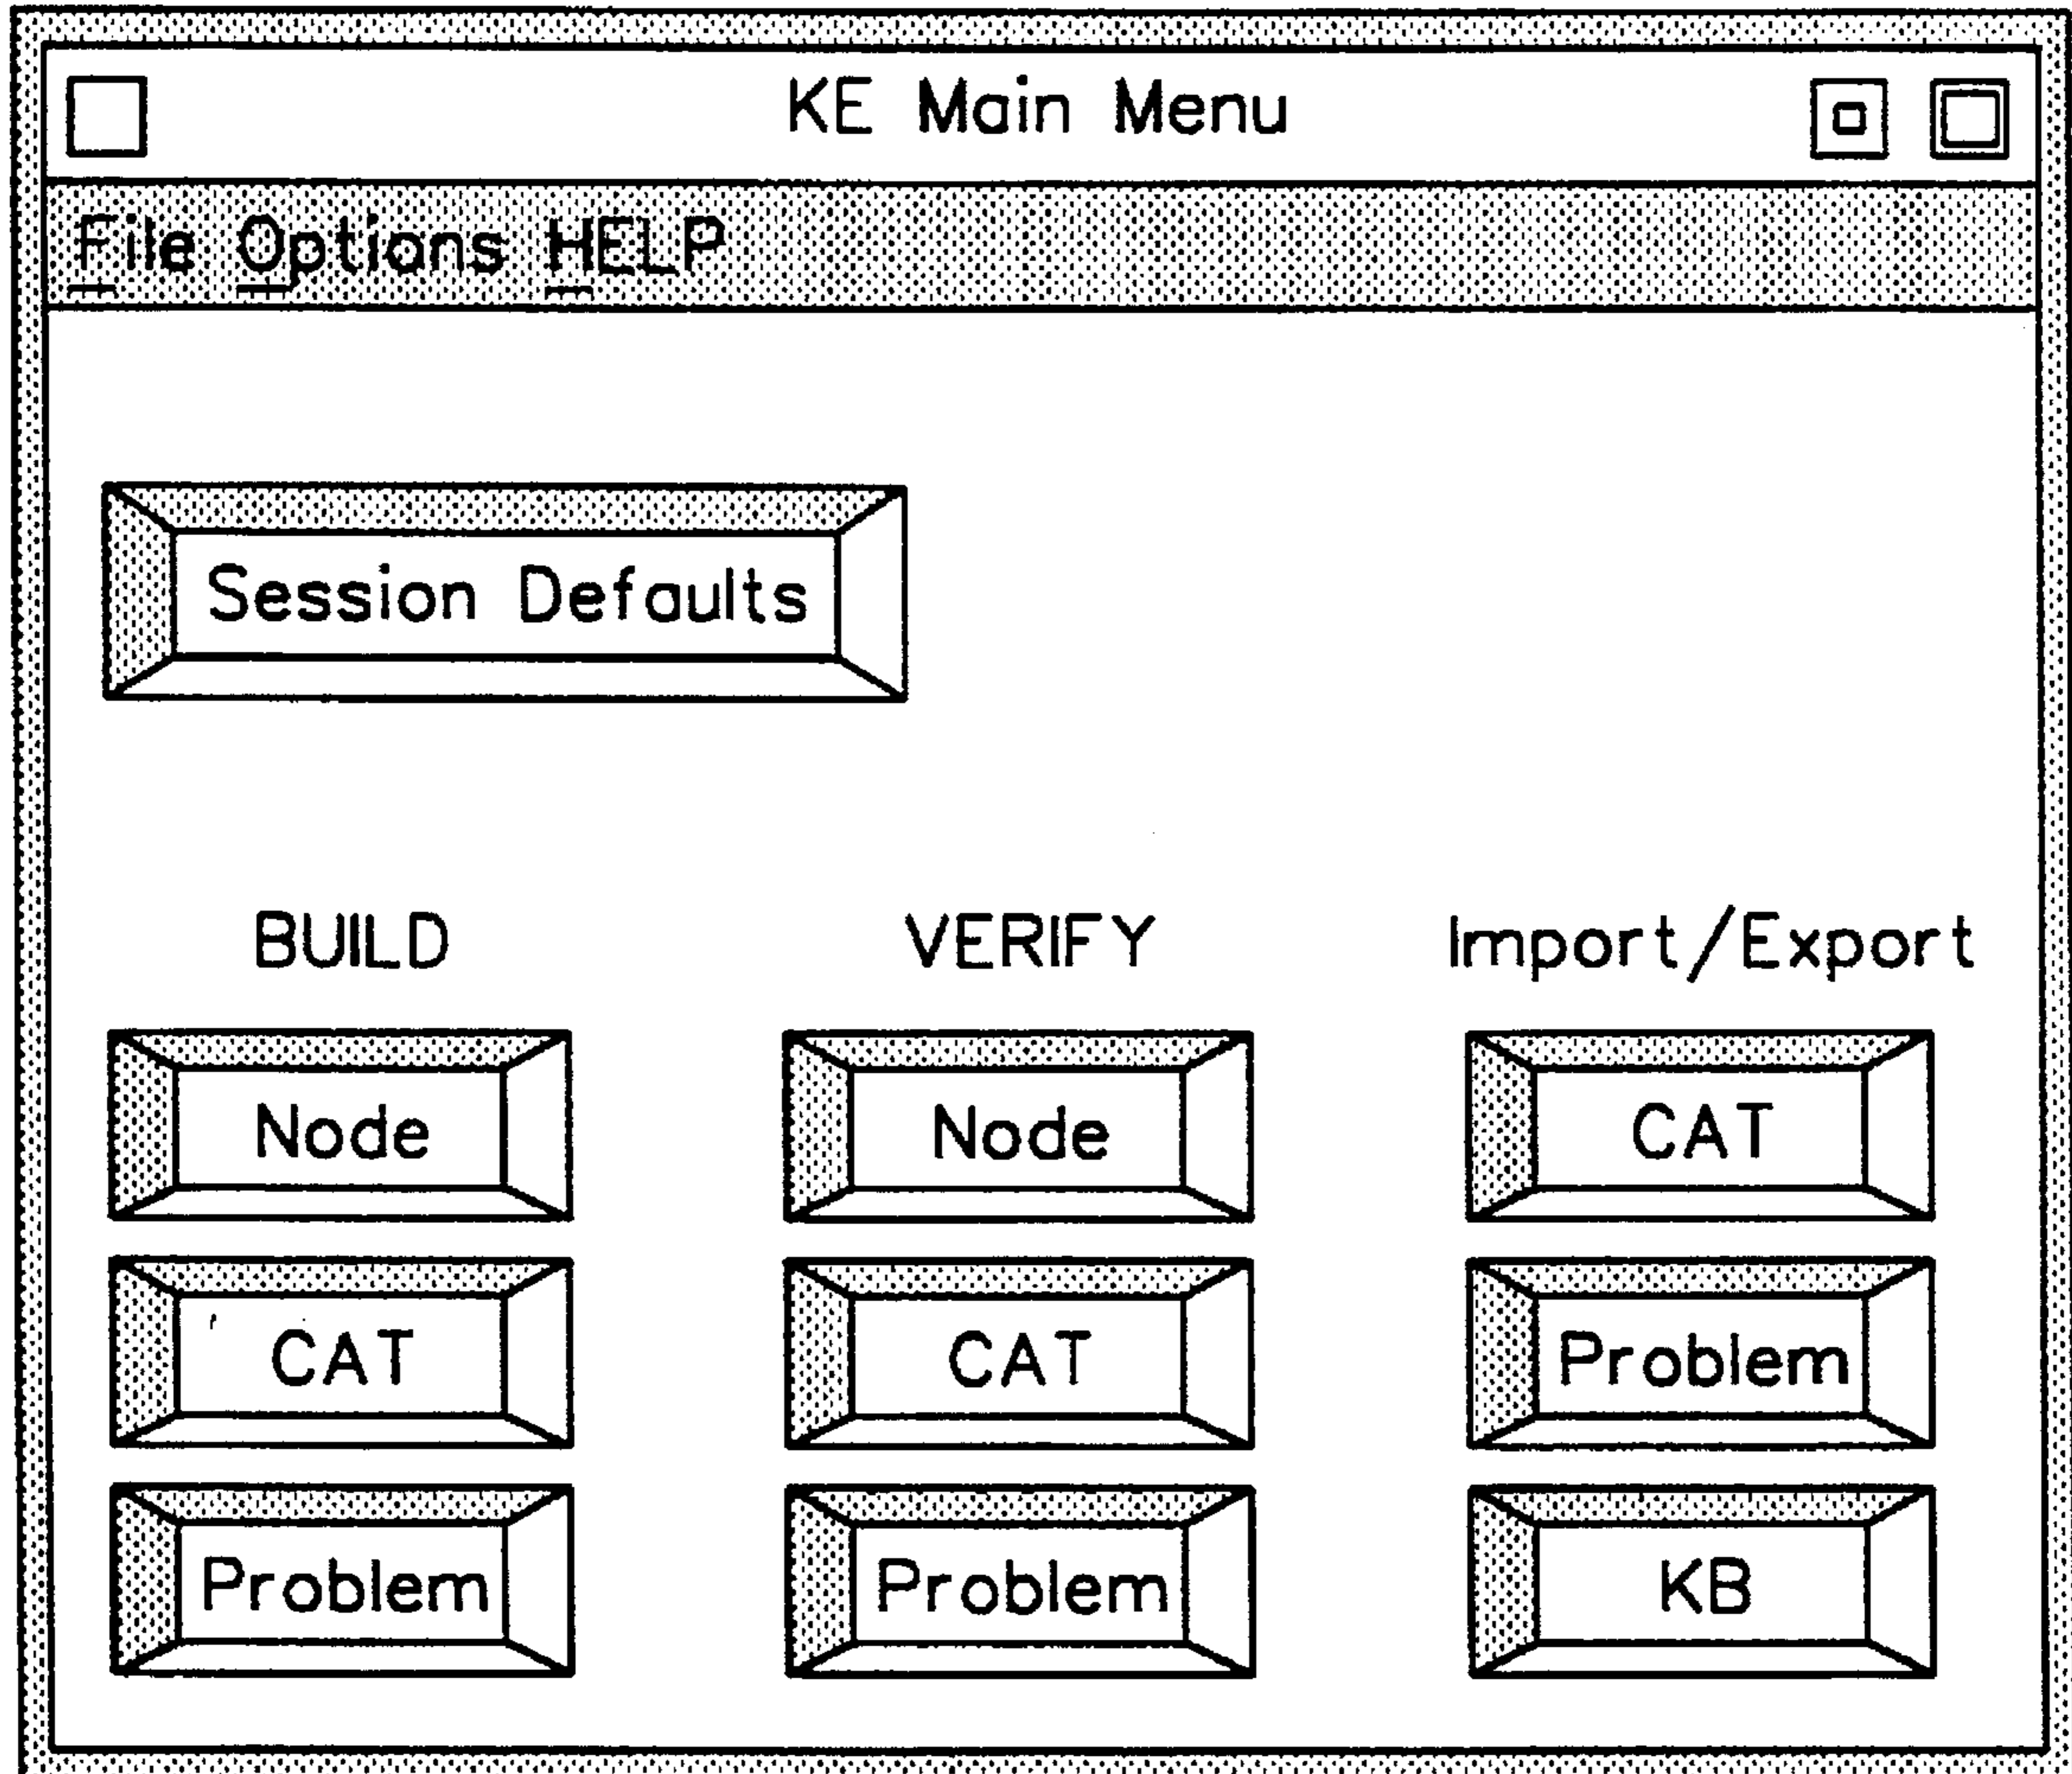 KE Main Menu
File Options HELP
Session Defaults
BUILD VERIFY Import/Export
Node Node CAT
CAT CAT Problem
Problem Problem KB